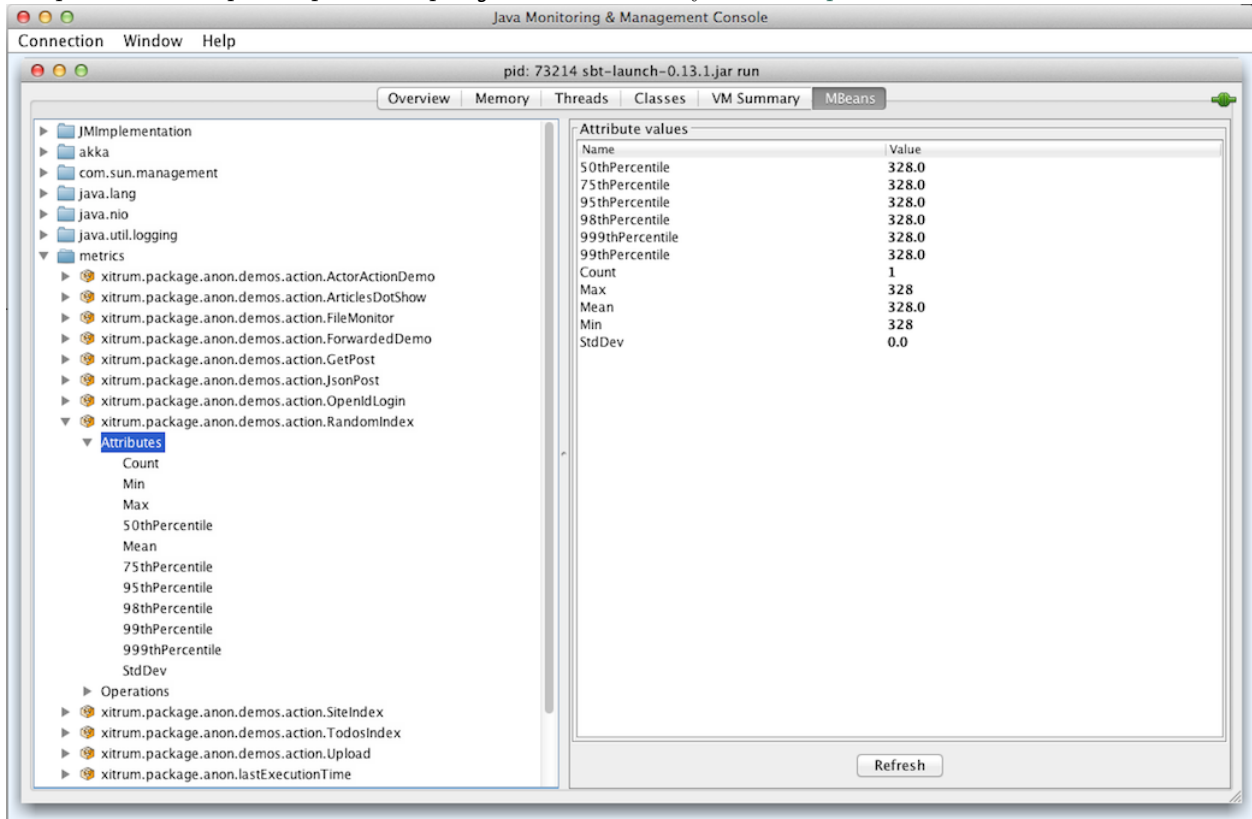 Java Monitoring & Management Console
Connection Window Help
pid: 73214 sbt-launch-0.13.1.jar run
Overview Memory Threads Classes VM Summary MBeans
JMImplementation
akka
com.sun.management
java.lang
java.nio
java.util.logging
metrics
xitrum.package.anon.demos.action.ActorActionDemo
xitrum.package.anon.demos.action.ArticlesDotShow
xitrum.package.anon.demos.action.FileMonitor
xitrum.package.anon.demos.action.ForwardedDemo
xitrum.package.anon.demos.action.GetPost
xitrum.package.anon.demos.action.JsonPost
xitrum.package.anon.demos.action.OpenIdLogin
xitrum.package.anon.demos.action.RandomIndex
Attributes
Count
Min
Max
50thPercentile
Mean
75thPercentile
95thPercentile
98thPercentile
99thPercentile
999thPercentile
StdDev
Operations
xitrum.package.anon.demos.action.SiteIndex
xitrum.package.anon.demos.action.TodosIndex
xitrum.package.anon.demos.action.Upload
xitrum.package.anon.lastExecutionTime
Attribute values
Name Value
50thPercentile 328.0
75thPercentile 328.0
95thPercentile 328.0
98thPercentile 328.0
999thPercentile 328.0
99thPercentile 328.0
Count 1
Max 328
Mean 328.0
Min 328
StdDev 0.0
Refresh